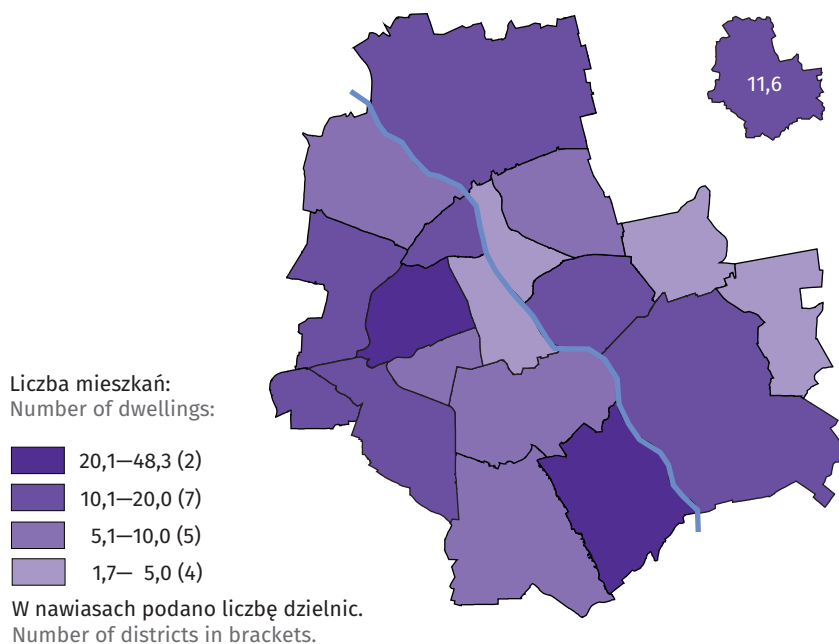 11,6
Liczba mieszkań:
Number of dwellings:
20,1—48,3 (2)
10,1—20,0 (7)
5,1—10,0 (5)
1,7— 5,0 (4)
W nawiasach podano liczbę dzielnic.
Number of districts in brackets.